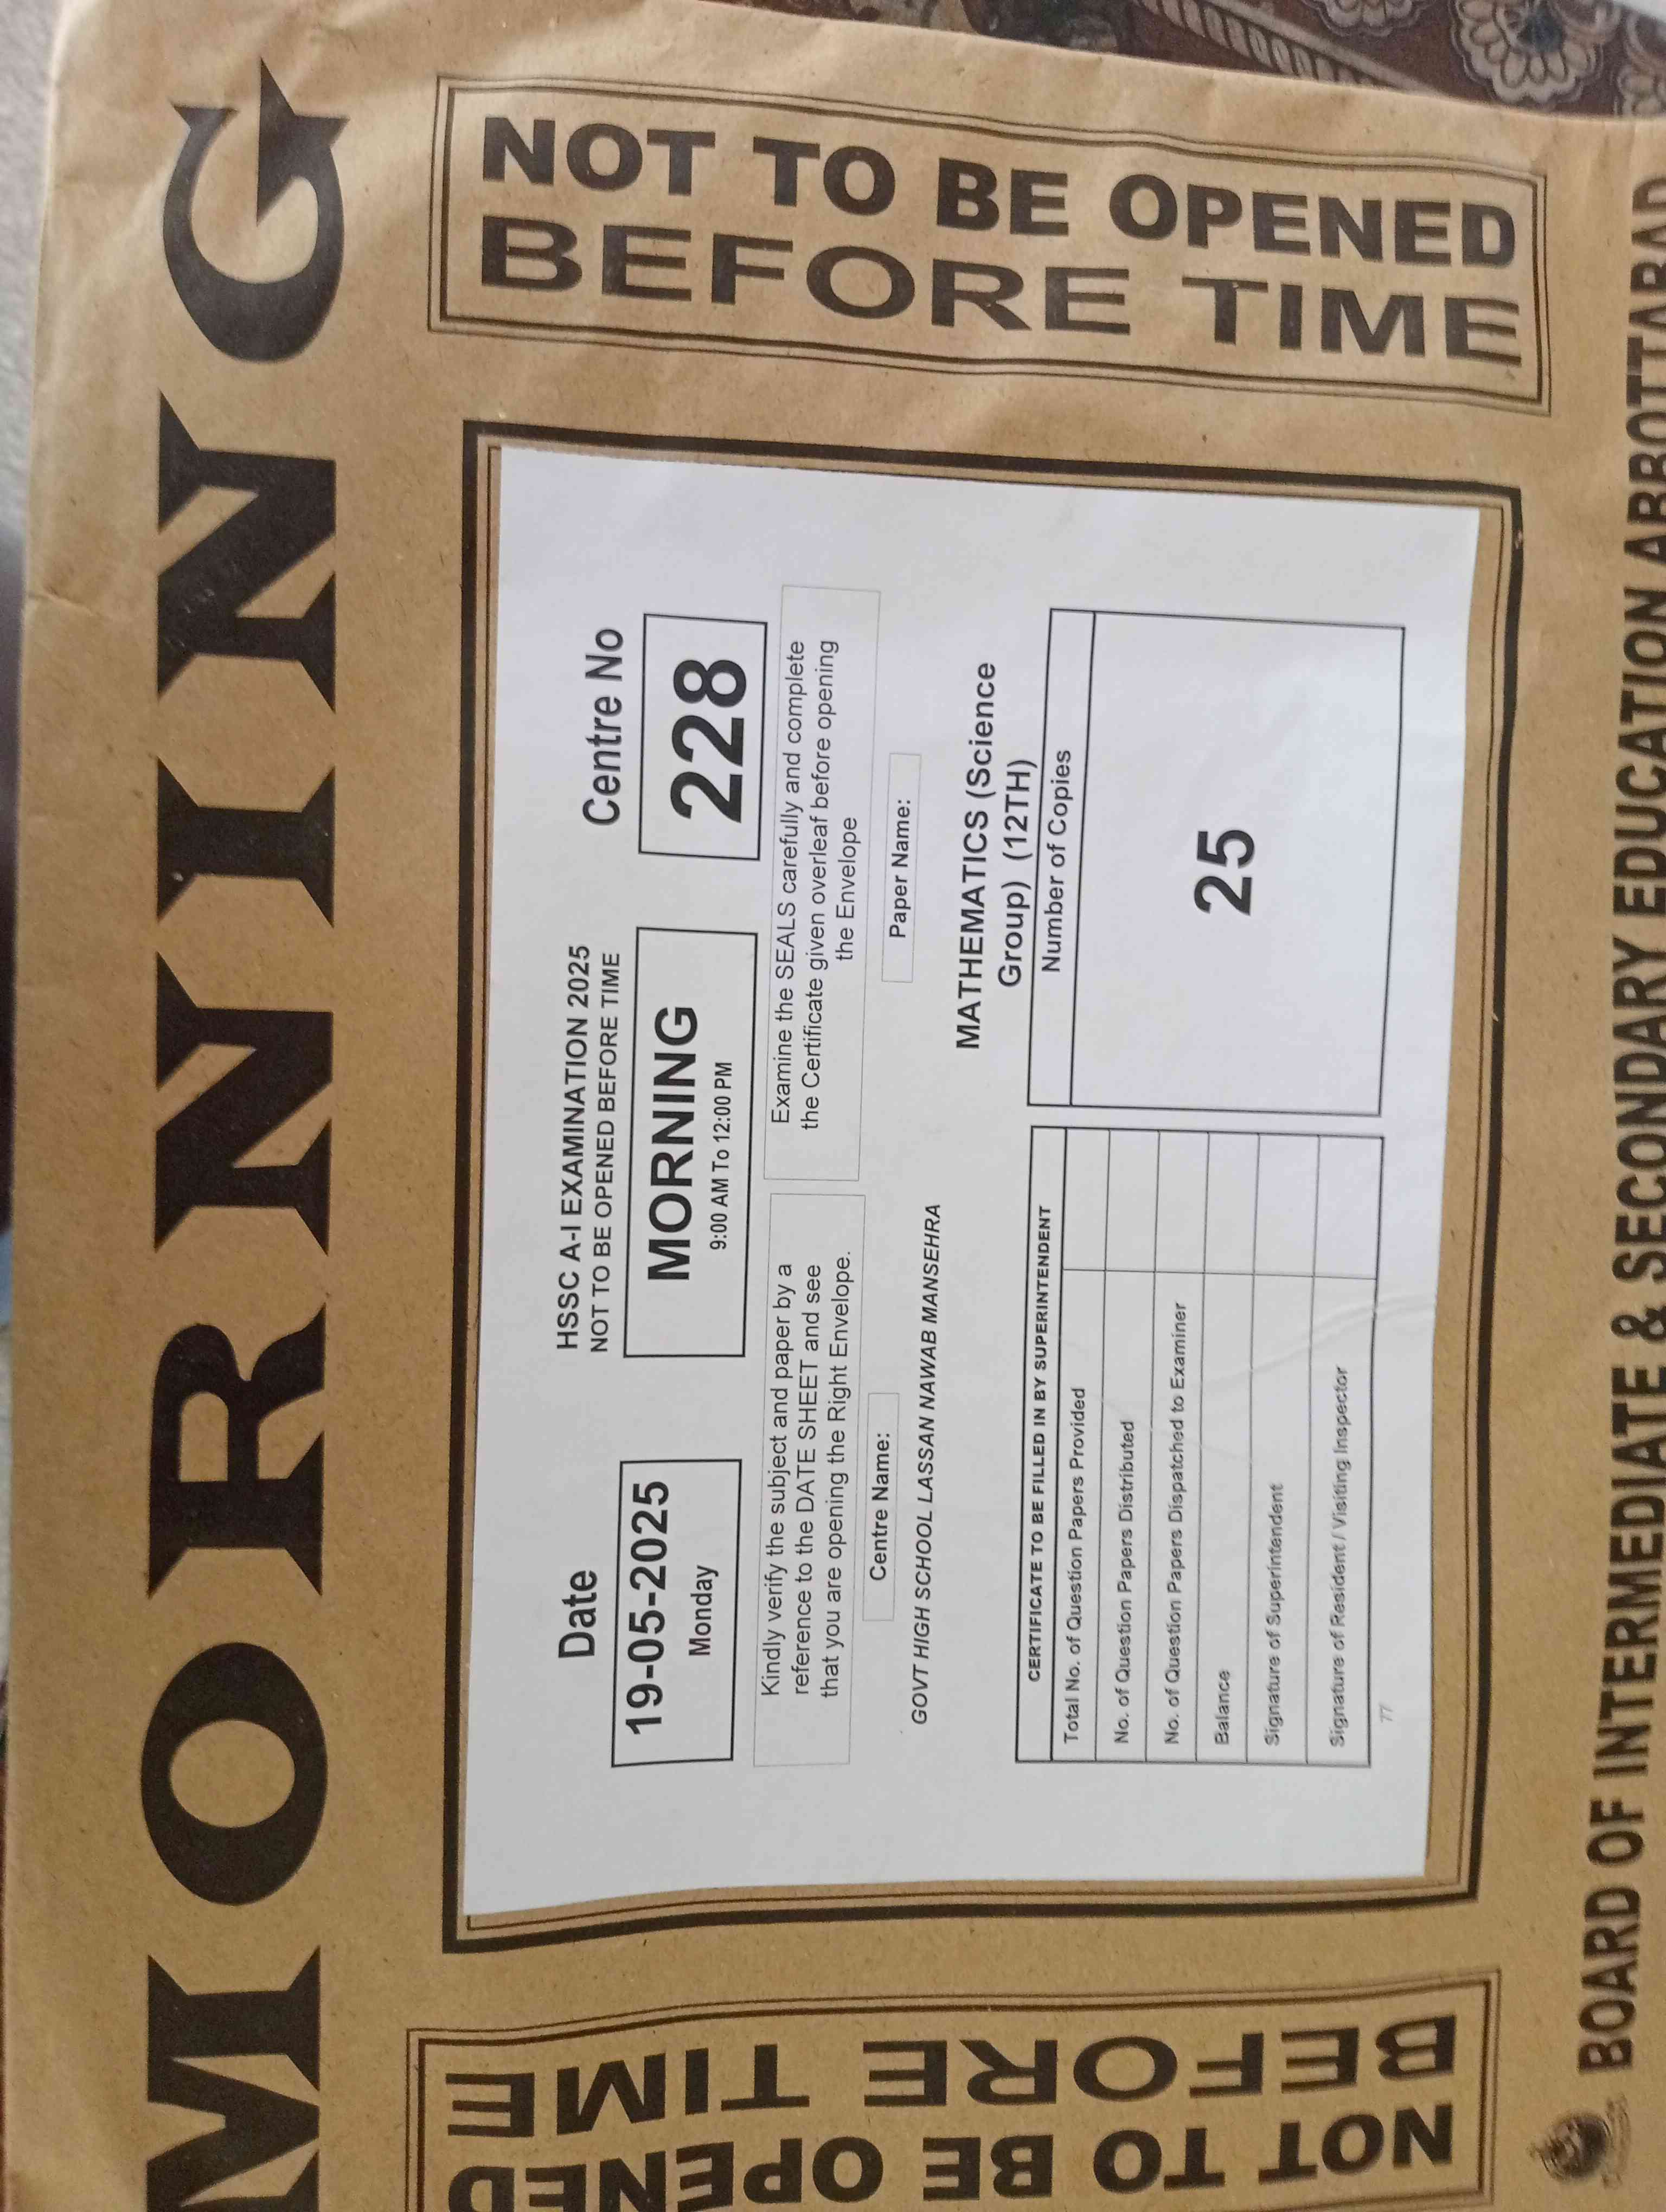 MORNING
NOT TO BE OPENED
BEFORE TIME
HSSC A-I EXAMINATION 2025
NOT TO BE OPENED BEFORE TIME
Date
19-05-2025
Monday
MORNING
9:00 AM To 12:00 PM
Centre No
228
Kindly verify the subject and paper by a
reference to the DATE SHEET and see
that you are opening the Right Envelope.
Examine the SEALS carefully and complete
the Certificate given overleaf before opening
the Envelope
Centre Name:
GOVT HIGH SCHOOL LASSAN NAWAB MANSEHRA
Paper Name:
MATHEMATICS (Science
Group) (12TH)
CERTIFICATE TO BE FILLED IN BY SUPERINTENDENT
Total No. of Question Papers Provided
No. of Question Papers Distributed
No. of Question Papers Dispatched to Examiner
Balance
Signature of Superintendent
Signature of Resident / Visiting Inspector
Number of Copies
25
77
NOT TO BE OPENED
BEFORE TIME
BOARD OF INTERMEDIATE & SECONDARY EDUCATION ABBOTTABAD